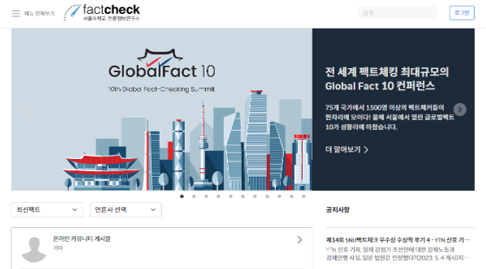 메뉴 전체보기
factcheck
서울대학교 언론정보연구소
검색
로그인
GlobalFact 10
10th Global Fact-Checking Summit
전 세계 팩트체킹 최대규모의
Global Fact 10 컨퍼런스
75개 국가에서 1500명 이상의 팩트체커들이
한자리에 모이다! 올해 서울에서 열린 글로벌팩트
10가 성황리에 마쳤습니다.
더 알아보기
최신팩트
언론사 선택
공지사항
온라인 커뮤니티 게시물
기타
제14회 SNU팩트체크 우수상 수상작 후기 4 - YTN 신호 기…
YTN 신호 기자, 일제 강점기 조선인에 대한 강제노동과
강제연행 사실, 일본 법원은 인정했다?(2023. 5. 4 게시)지…